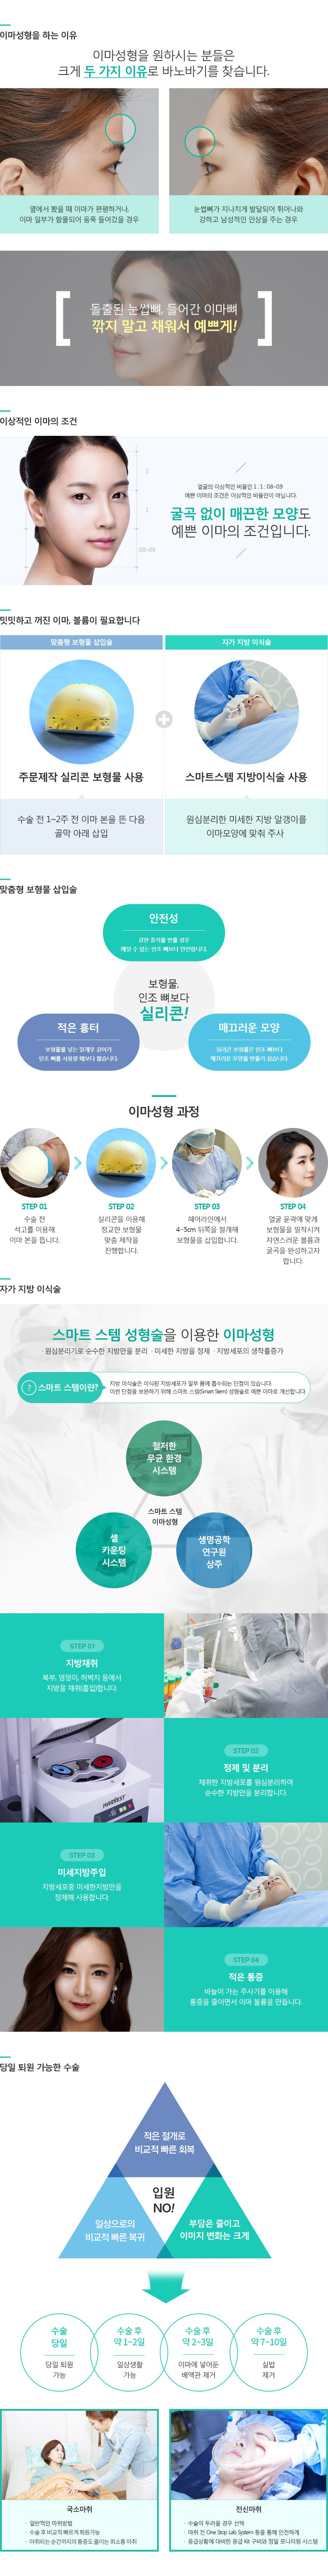 이마성형을 하는 이유
이마성형을 원하시는 분들은
크게 두 가지 이유로 바노바기를 찾습니다.
옆에서 봤을 때 이마가 편평하거나,
이마 일부가 함몰되어 움푹 들어갔을 경우
눈썹뼈가 지나치게 발달되어 튀어나와
강하고 남성적인 인상을 주는 경우
돌출된 눈썹뼈, 들어간 이마뼈
깎지 말고 채워서 예쁘게!
이상적인 이마의 조건
1
1
08~09
얼굴의 이상적인 비율인 1 : 1 : 08~09
예쁜 이마의 조건은 이상적인 비율만이 아닙니다.
굴곡 없이 매끈한 모양도
예쁜 이마의 조건입니다.
밋밋하고 꺼진 이마, 볼륨이 필요합니다
맞춤형 보형물 삽입술
주문제작 실리콘 보형물 사용
수술 전 1~2주 전 이마 본을 뜬 다음
골막 아래 삽입
자가 지방 이식술
스마트스템 지방이식술 사용
원심분리한 미세한 지방 알갱이를
이마모양에 맞춰 주사
맞춤형 보형물 삽입술
안전성
강한 충격을 받을 경우
깨질 수 있는 인조 뼈보다 안전합니다.
보형물,
인조 뼈보다
실리콘!
적은 흉터
보형물을 넣는 절개부 길이가
인조 뼈를 사용할 때보다 짧습니다.
매끄러운 모양
실리콘 보형물은 인조 뼈보다
매끄러운 모양을 만들기 쉽습니다.
이마성형 과정
STEP 01
수술 전
석고를 이용해
이마 본을 뜹니다.
STEP 02
실리콘을 이용해
정교한 보형물
맞춤 제작을
진행합니다.
STEP 03
헤어라인에서
4~5cm 뒤쪽을 절개해
보형물을 삽입합니다.
STEP 04
얼굴 윤곽에 맞게
보형물을 밀착시켜
자연스러운 볼륨과
굴곡을 완성하고자
합니다.
자가 지방 이식술
스마트 스템 성형술을 이용한 이마성형
· 원심분리기로 순수한 지방만을 분리 · 미세한 지방을 정제 · 지방세포의 생착률증가
? 스마트 스템이란?
지방 이식술은 이식된 지방세포가 일부 몸에 흡수되는 단점이 있습니다.
이런 단점을 보완하기 위해 스마트 스템(Smart Stem) 성형술로 예쁜 이마로 개선합니다.
철저한
무균 환경
시스템
스마트 스템
이마성형
셀
카운팅
시스템
생명공학
연구원
상주
STEP 01
지방채취
복부, 엉덩이, 허벅지 등에서
지방을 채취(흡입)합니다.
HARVEST
STEP 02
정제 및 분리
채취한 지방세포를 원심분리하여
순수한 지방만을 분리합니다.
STEP 03
미세지방주입
지방세포중 미세한지방만을
정제해 사용합니다.
STEP 04
적은 통증
바늘이 가는 주사기를 이용해
통증을 줄이면서 이마 볼륨을 만듭니다.
당일 퇴원 가능한 수술
적은 절개로
비교적 빠른 회복
입원
NO!
일상으로의
비교적 빠른 복귀
부담은 줄이고
이미지 변화는 크게
수술
당일
당일 퇴원
가능
수술 후
약 1~2일
일상생활
가능
수술 후
약 2~3일
이마에 넣어둔
배액관 제거
수술 후
약 7~10일
실밥
제거
국소마취
· 일반적인 마취방법
· 수술 후 비교적 빠르게 퇴원가능
· 마취되는 순간까지의 통증도 줄이는 최소통 마취
전신마취
· 수술이 두려울 경우 선택
· 마취 전 One Stop Lab System 등을 통해 안전하게
· 응급상황에 대비한 응급 Kit 구비와 정밀 모니터링 시스템